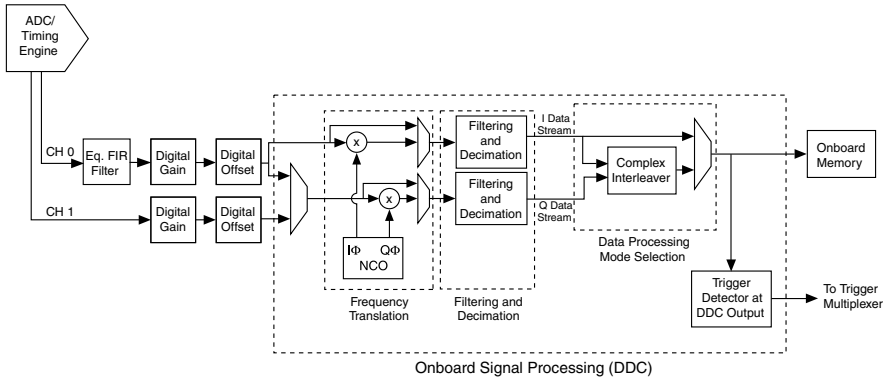 ADC/
Timing
Engine
CH 0
Eq. FIR
Filter
Digital
Gain
Digital
Offset
CH 1
Digital
Gain
Digital
Offset
x
x
IΦ QΦ
NCO
Frequency
Translation
Filtering
and
Decimation
Filtering
and
Decimation
Filtering and
Decimation
I Data
Stream
Q Data
Stream
Complex
Interleaver
Data Processing
Mode Selection
Onboard
Memory
Trigger
Detector at
DDC Output
To Trigger
Multiplexer
Onboard Signal Processing (DDC)